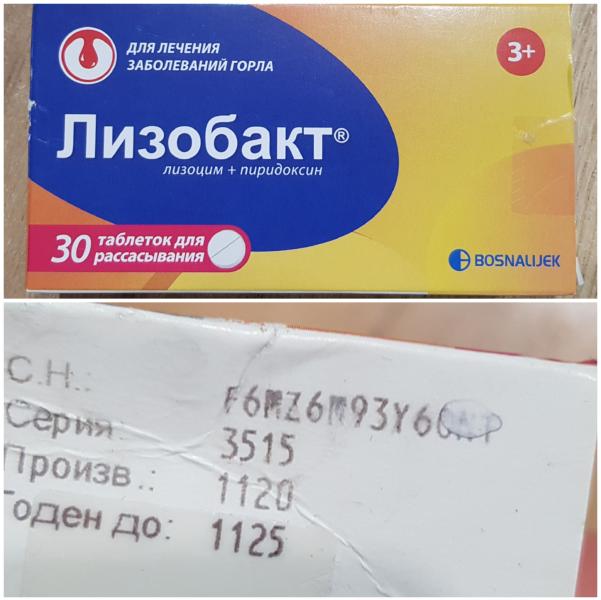 ДЛЯ ЛЕЧЕНИЯ
ЗАБОЛЕВАНИЙ ГОРЛА
3+
Лизобакт®
лизоцим + пиридоксин
30 таблеток для
рассасывания
BOSNALIJEK
С.Н.:
Серия 3515
Произв.: 1120
Годен до: 1125